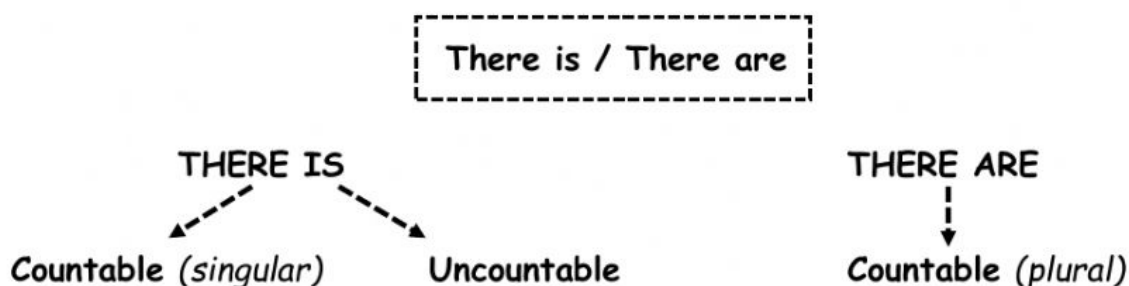 There is / There are
THERE IS THERE ARE
Countable (singular) Uncountable Countable (plural)